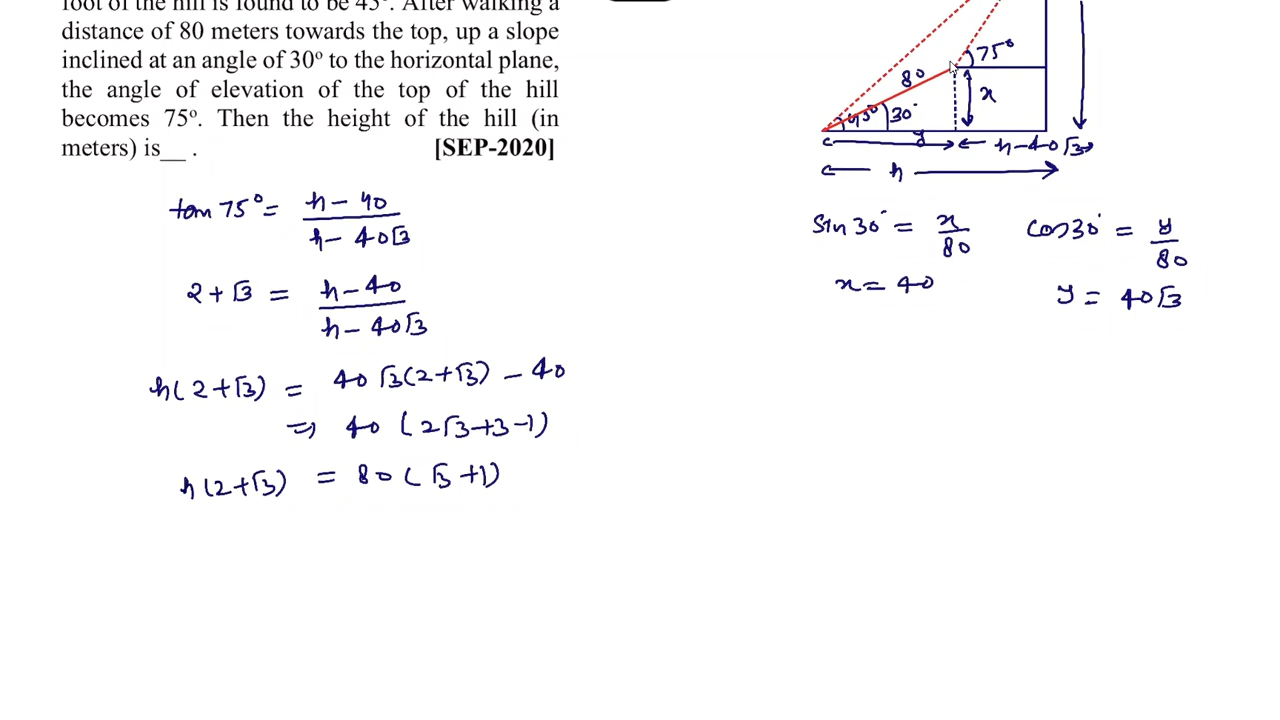 foot of the hill is found to be 45°. After walking a
distance of 80 meters towards the top, up a slope
inclined at an angle of 30° to the horizontal plane,
the angle of elevation of the top of the hill
becomes 75°. Then the height of the hill (in
meters) is__ . [SEP-2020]
75°
80
x
45° 30°
y h-40√3
h
tan 75° = h - 40 / h - 40√3
2 + √3 = h - 40 / h - 40√3
h(2+√3) = 40√3(2+√3) - 40
=> 40 (2√3+3-1)
h(2+√3) = 80(√3+1)
sin 30° = x / 80
x = 40
cos 30° = y / 80
y = 40√3